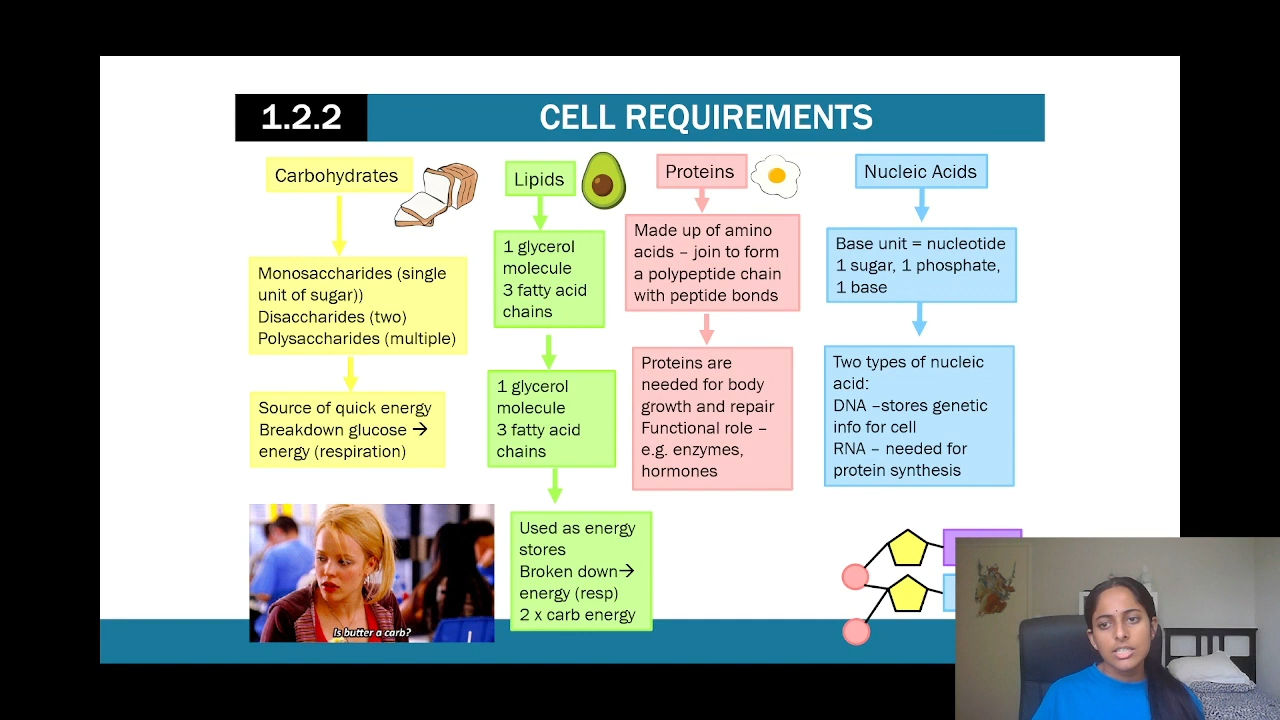 1.2.2
CELL REQUIREMENTS
Carbohydrates
Monosaccharides (single
unit of sugar))
Disaccharides (two)
Polysaccharides (multiple)
Source of quick energy
Breakdown glucose →
energy (respiration)
Is butter a carb?
Lipids
1 glycerol
molecule
3 fatty acid
chains
1 glycerol
molecule
3 fatty acid
chains
Used as energy
stores
Broken down→
energy (resp)
2 x carb energy
Proteins
Made up of amino
acids – join to form
a polypeptide chain
with peptide bonds
Proteins are
needed for body
growth and repair
Functional role –
e.g. enzymes,
hormones
Nucleic Acids
Base unit = nucleotide
1 sugar, 1 phosphate,
1 base
Two types of nucleic
acid:
DNA –stores genetic
info for cell
RNA – needed for
protein synthesis